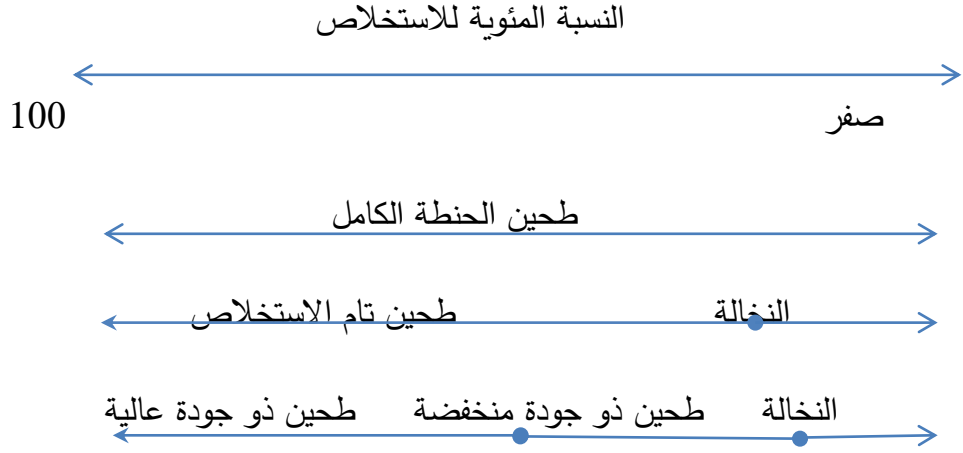 النسبة المئوية للاستخلاص
صفر 100
طحين الحنطة الكامل
النخالة طحين تام الاستخلاص
النخالة طحين ذو جودة منخفضة طحين ذو جودة عالية